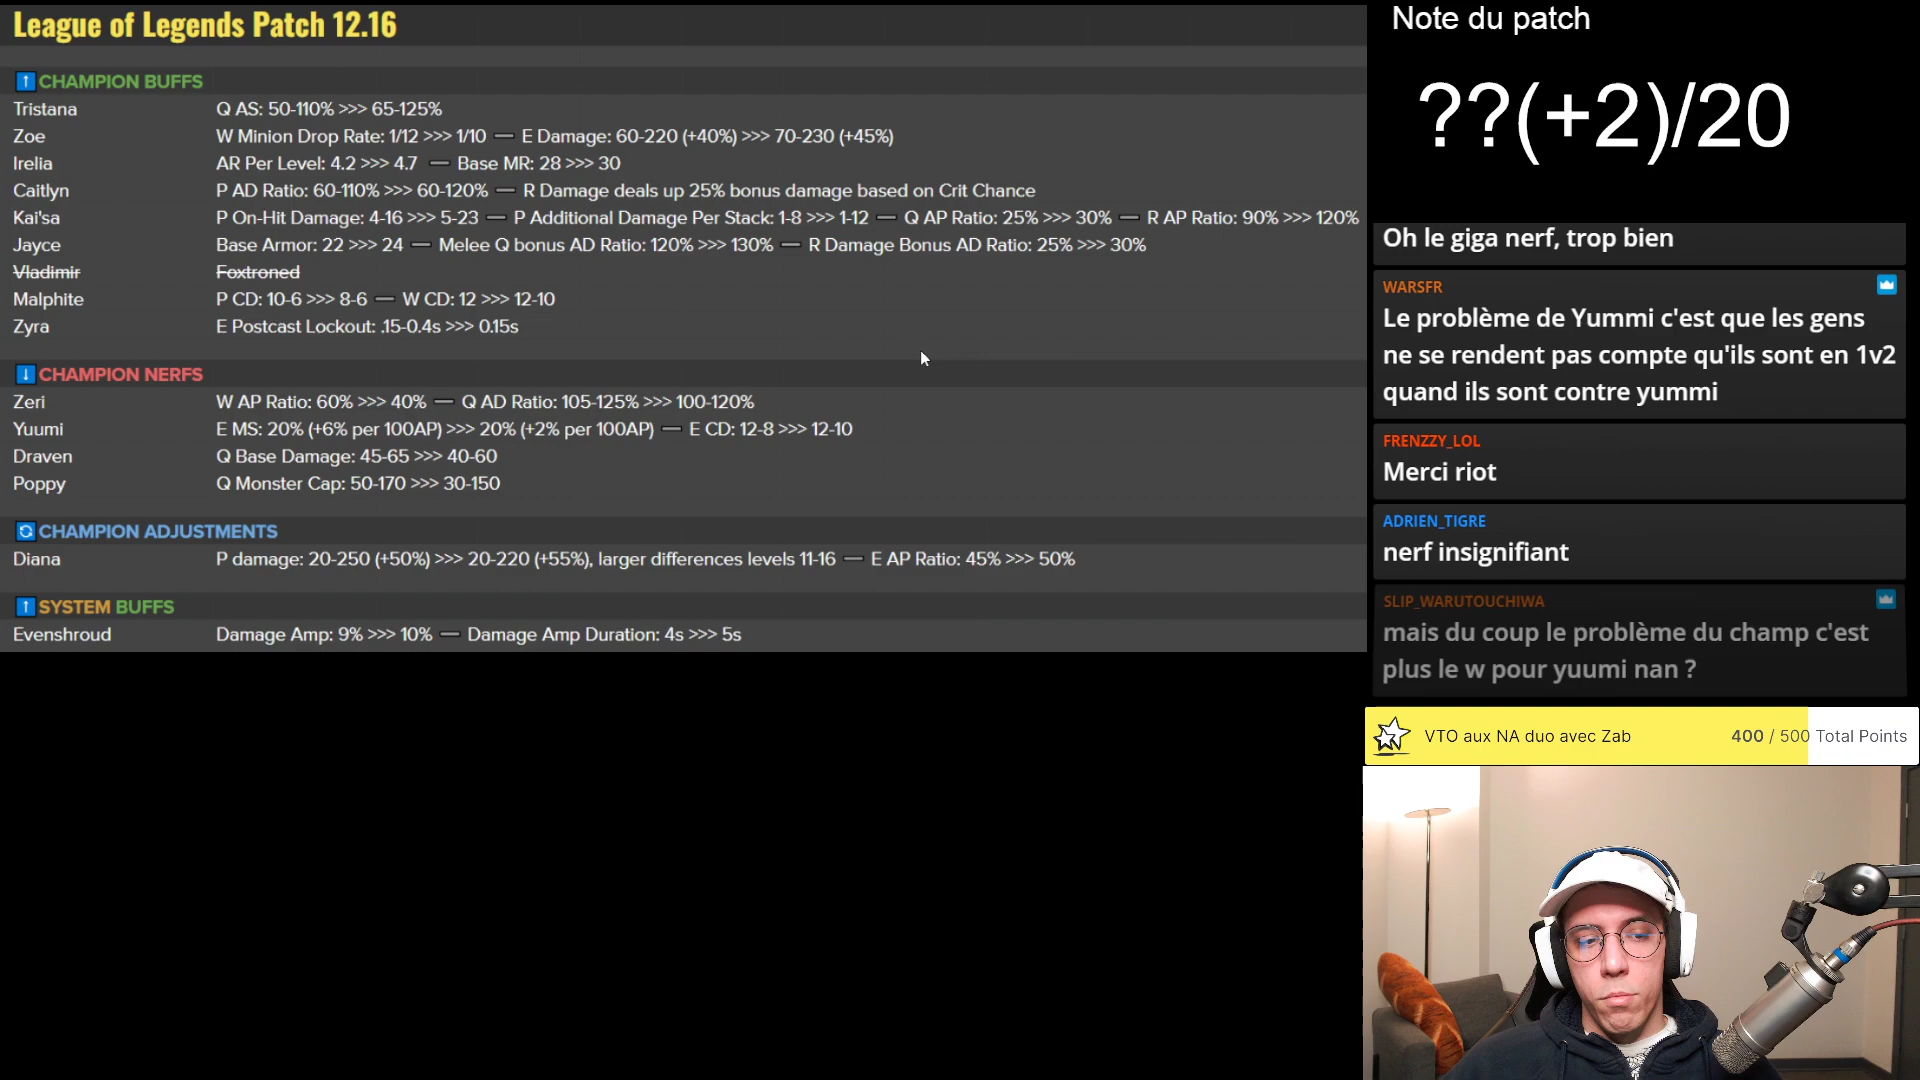 League of Legends Patch 12.16
CHAMPION BUFFS
Tristana Q AS: 50-110% >>> 65-125%
Zoe W Minion Drop Rate: 1/12 >>> 1/10 — E Damage: 60-220 (+40%) >>> 70-230 (+45%)
Irelia AR Per Level: 4.2 >>> 4.7 — Base MR: 28 >>> 30
Caitlyn P AD Ratio: 60-110% >>> 60-120% — R Damage deals up 25% bonus damage based on Crit Chance
Kai'sa P On-Hit Damage: 4-16 >>> 5-23 — P Additional Damage Per Stack: 1-8 >>> 1-12 — Q AP Ratio: 25% >>> 30% — R AP Ratio: 90% >>> 120%
Jayce Base Armor: 22 >>> 24 — Melee Q bonus AD Ratio: 120% >>> 130% — R Damage Bonus AD Ratio: 25% >>> 30%
Vladimir Foxtroned
Malphite P CD: 10-6 >>> 8-6 — W CD: 12 >>> 12-10
Zyra E Postcast Lockout: .15-0.4s >>> 0.15s
CHAMPION NERFS
Zeri W AP Ratio: 60% >>> 40% — Q AD Ratio: 105-125% >>> 100-120%
Yuumi E MS: 20% (+6% per 100AP) >>> 20% (+2% per 100AP) — E CD: 12-8 >>> 12-10
Draven Q Base Damage: 45-65 >>> 40-60
Poppy Q Monster Cap: 50-170 >>> 30-150
CHAMPION ADJUSTMENTS
Diana P damage: 20-250 (+50%) >>> 20-220 (+55%), larger differences levels 11-16 — E AP Ratio: 45% >>> 50%
SYSTEM BUFFS
Evenshroud Damage Amp: 9% >>> 10% — Damage Amp Duration: 4s >>> 5s
Note du patch
??(+2)/20
Oh le giga nerf, trop bien
WARSFR
Le problème de Yummi c'est que les gens
ne se rendent pas compte qu'ils sont en 1v2
quand ils sont contre yummi
FRENZZY_LOL
Merci riot
ADRIEN_TIGRE
nerf insignifiant
SLIP_WARUTOUCHIWA
mais du coup le problème du champ c'est
plus le w pour yuumi nan ?
VTO aux NA duo avec Zab 400 / 500 Total Points